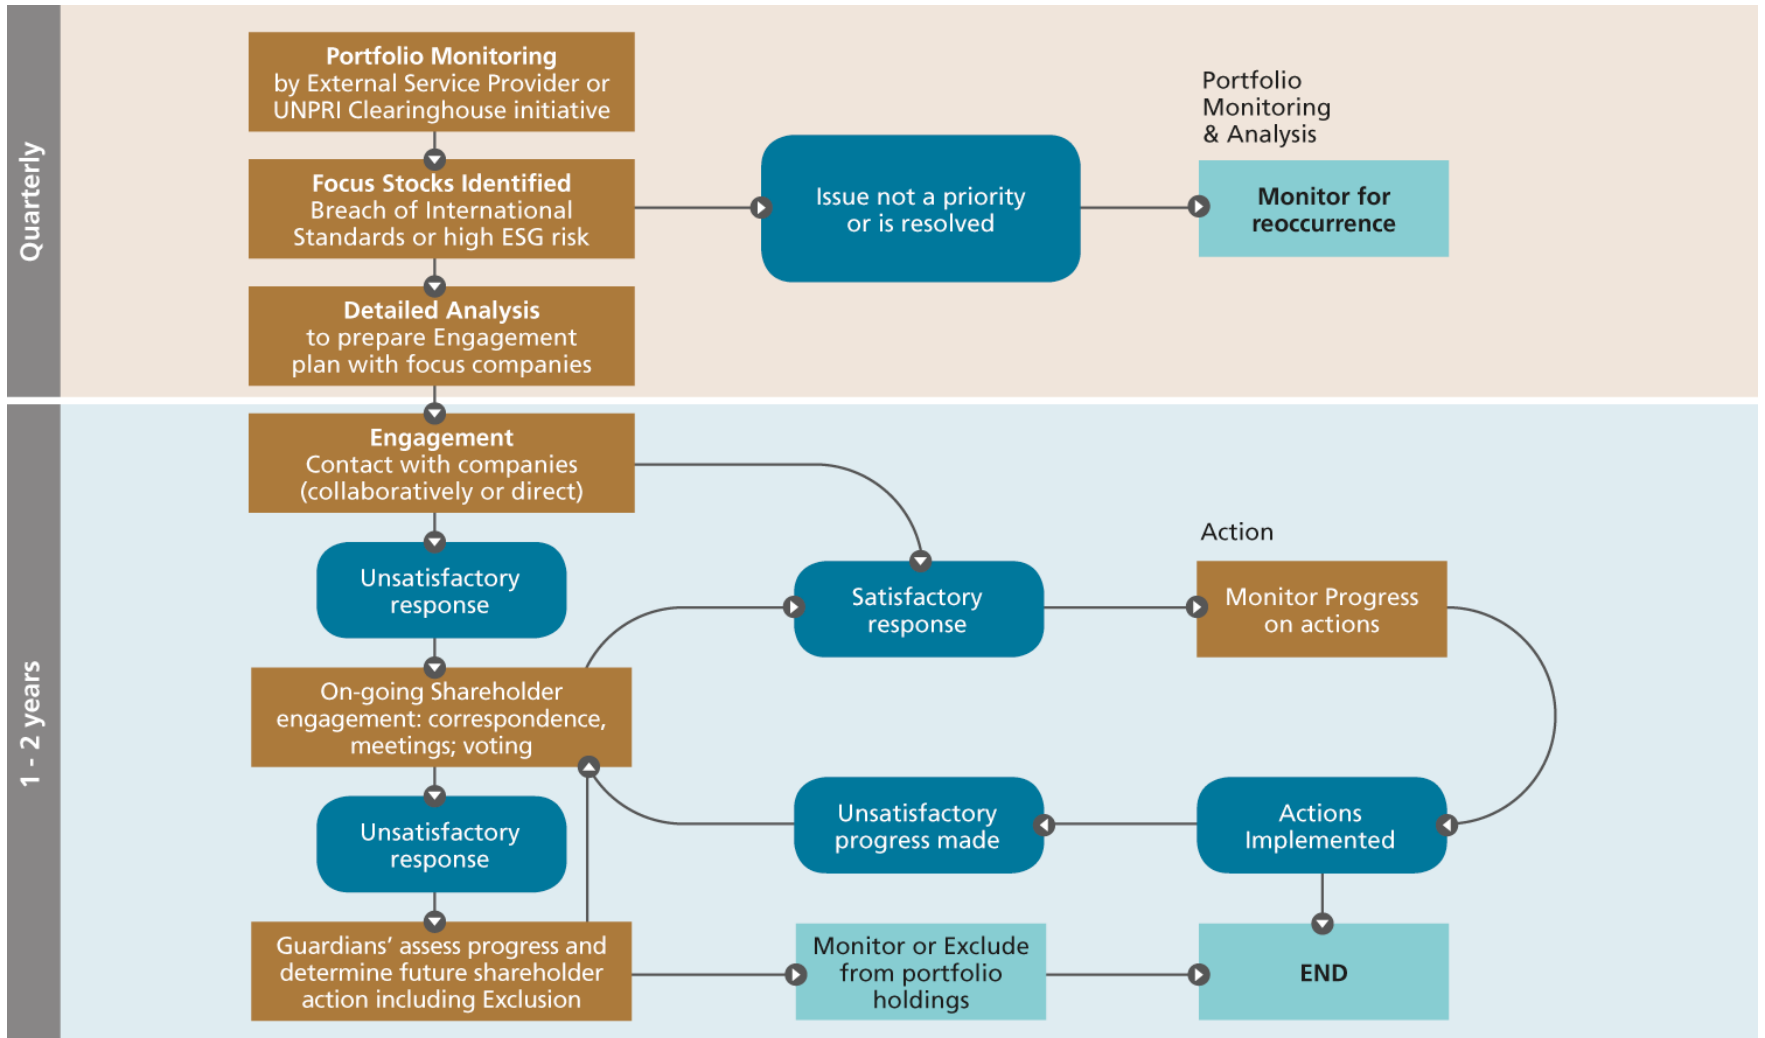 Quarterly
Portfolio Monitoring
by External Service Provider or
UNPRI Clearinghouse initiative
Focus Stocks Identified
Breach of International
Standards or high ESG risk
Issue not a priority
or is resolved
Portfolio
Monitoring
& Analysis
Monitor for
reoccurrence
Detailed Analysis
to prepare Engagement
plan with focus companies
1 - 2 years
Engagement
Contact with companies
(collaboratively or direct)
Unsatisfactory
response
Satisfactory
response
Action
Monitor Progress
on actions
On-going Shareholder
engagement: correspondence,
meetings; voting
Unsatisfactory
response
Unsatisfactory
progress made
Actions
Implemented
Guardians’ assess progress and
determine future shareholder
action including Exclusion
Monitor or Exclude
from portfolio
holdings
END